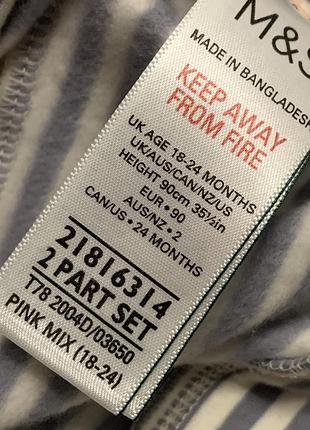 M&S
MADE IN BANGLADESH
KEEP AWAY
FROM FIRE
UK AGE 18-24 MONTHS
UK/AUS/CAN/NZ/US
HEIGHT 90cm 35½in
EUR • 90
AUS/NZ • 2
CAN/US • 24 MONTHS
21816314
2 PART SET
T78 2004D/03650
PINK MIX (18-24)